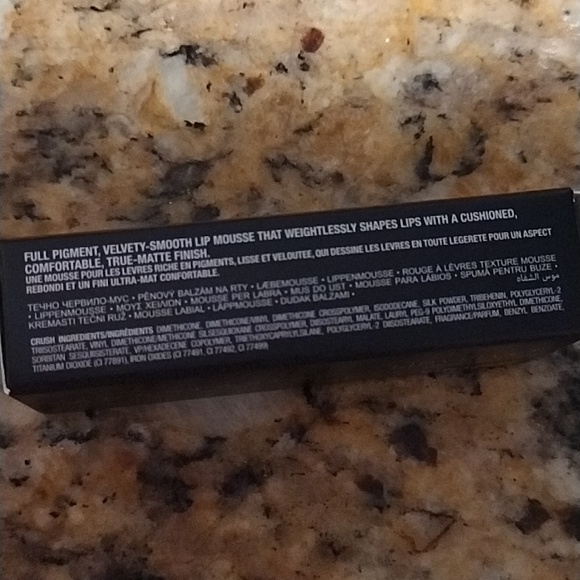 FULL PIGMENT, VELVETY-SMOOTH LIP MOUSSE THAT WEIGHTLESSLY SHAPES LIPS WITH A CUSHIONED,
COMFORTABLE, TRUE-MATTE FINISH.
UNE MOUSSE POUR LES LEVRES RICHE EN PIGMENTS, LISSE ET VELOUTEE, QUI DESSINE LES LEVRES EN TOUTE LEGERETE POUR UN ASPECT
REBONDI ET UN FINI ULTRA-MAT CONFORTABLE.
ТЕЧНО ЧЕРВИЛО-МУС • PĚNOVÝ BALZÁM NA RTY • LÆBEMOUSSE • LIPPENMOUSSE • ROUGE À LÈVRES TEXTURE MOUSSE
• LIPPENMOUSSE • ΜΟΥΣ ΧΕΙΛΙΩΝ • MOUSSE PER LABBRA • MUS DO UST • MOUSSE PARA LÁBIOS • SPUMĂ PENTRU BUZE •
KREMASTI TEČNI RUŽ • MOUSSE LABIAL • LÄPPMOUSSE • DUDAK BALZAMI • موس الشفاه
CRUSH INGREDIENTS/INGRÉDIENTS DIMETHICONE, DIMETHICONE/VINYL DIMETHICONE CROSSPOLYMER, ISODODECANE, SILK POWDER, TRIBEHENIN, POLYGLYCERYL-2
TRIISOSTEARATE, VINYL DIMETHICONE/METHICONE SILSESQUIOXANE CROSSPOLYMER, DIISOSTEARYL MALATE, LAURYL PEG-9 POLYDIMETHYLSILOXYETHYL DIMETHICONE,
SORBITAN SESQUIISOSTEARATE, VP/HEXADECENE COPOLYMER, TRIETHOXYCAPRYLYLSILANE, POLYGLYCERYL-2 DIISOSTEARATE, FRAGRANCE/PARFUM, BENZYL BENZOATE,
TITANIUM DIOXIDE (CI 77891), IRON OXIDES (CI 77491, CI 77492, CI 77499)